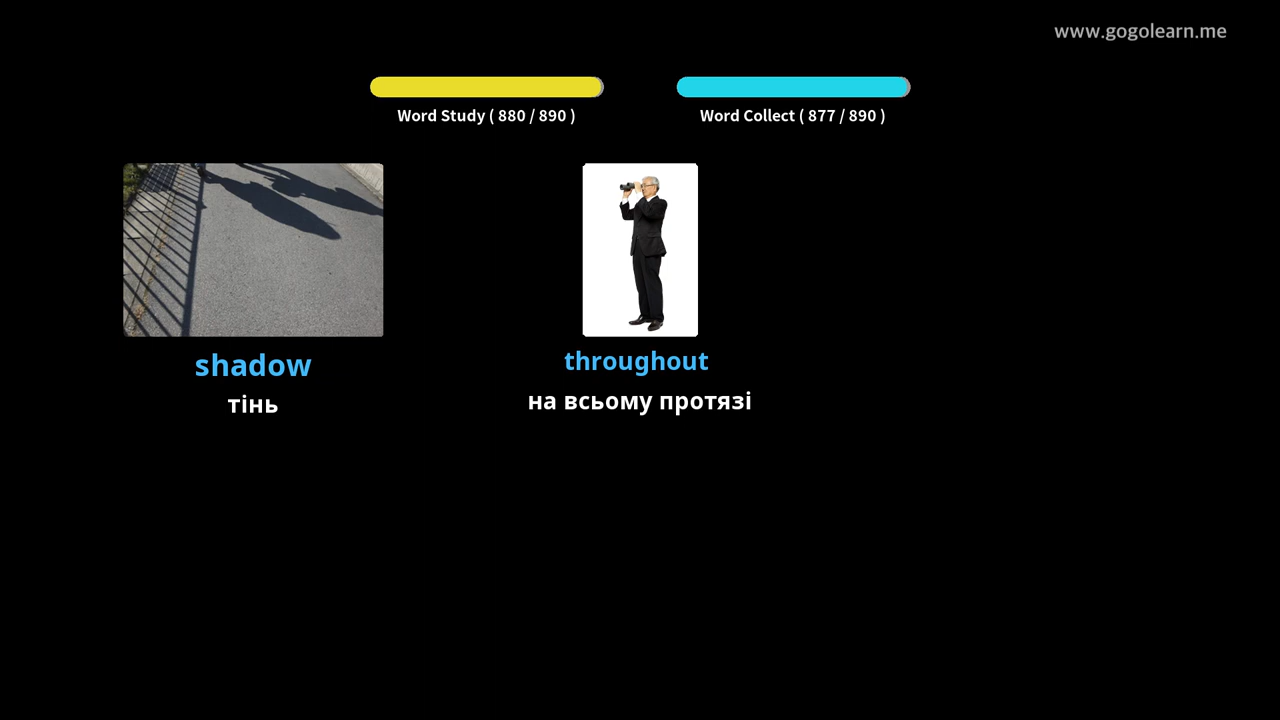 www.gogolearn.me
Word Study ( 880 / 890 )
Word Collect ( 877 / 890 )
shadow
тінь
throughout
на всьому протязі